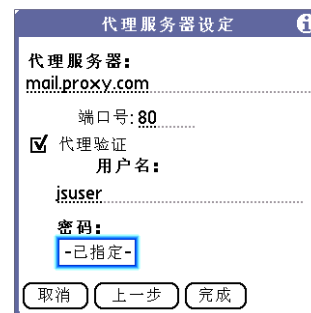 代理服务器设定
代理服务器:
mail.proxy.com
端口号: 80
代理验证
用户名:
jsuser
密码:
-已指定-
取消 上一步 完成